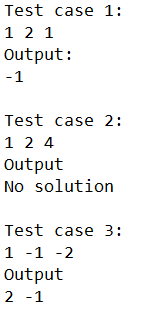 Test case 1:
1 2 1
Output:
-1
Test case 2:
1 2 4
Output
No solution
Test case 3:
1 -1 -2
Output
2 -1